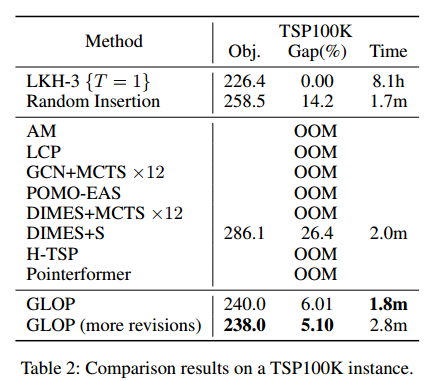 TSP100K
Method
Obj. Gap(%) Time
LKH-3 {T = 1} 226.4 0.00 8.1h
Random Insertion 258.5 14.2 1.7m
AM OOM
LCP OOM
GCN+MCTS ×12 OOM
POMO-EAS OOM
DIMES+MCTS ×12 OOM
DIMES+S 286.1 26.4 2.0m
H-TSP OOM
Pointerformer OOM
GLOP 240.0 6.01 1.8m
GLOP (more revisions) 238.0 5.10 2.8m
Table 2: Comparison results on a TSP100K instance.